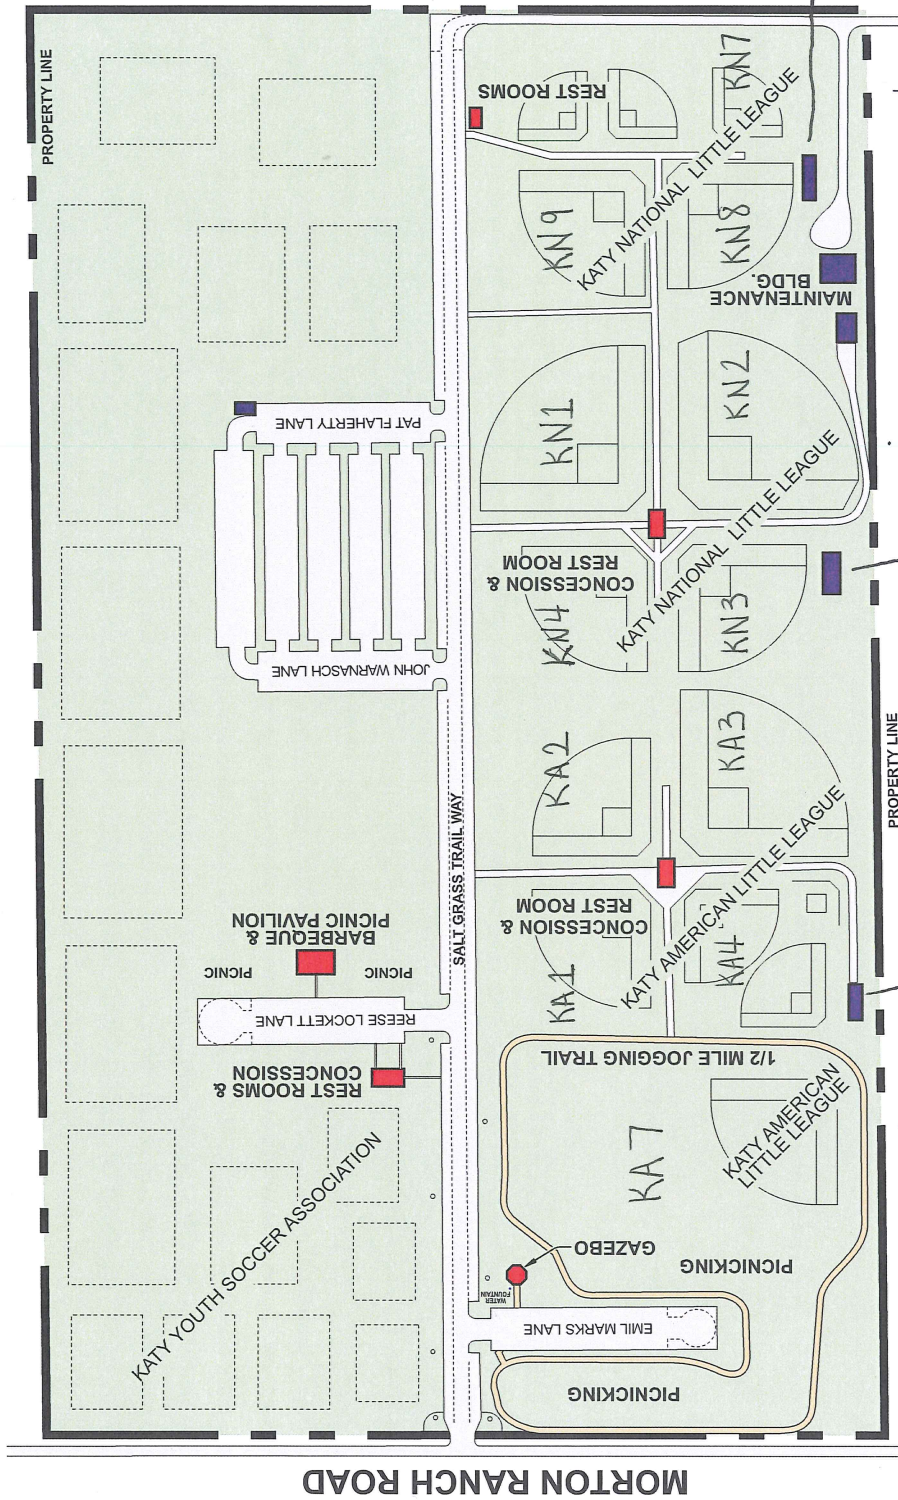 PROPERTY LINE
REST ROOMS
KN7
KATY NATIONAL LITTLE LEAGUE
KN9
KN8
MAINTENANCE
BLDG.
KN1
KN2
PAT FLAHERTY LANE
CONCESSION &
REST ROOM
KATY NATIONAL LITTLE LEAGUE
KN4
KN3
JOHN WARNASCH LANE
KA2
KA3
PROPERTY LINE
SALT GRASS TRAIL WAY
BARBEQUE &
PICNIC PAVILION
PICNIC
PICNIC
CONCESSION &
REST ROOM
KATY AMERICAN LITTLE LEAGUE
KA1
KA4
REESE LOCKETT LANE
REST ROOMS &
CONCESSION
1/2 MILE JOGGING TRAIL
KATY AMERICAN
LITTLE LEAGUE
KA7
KATY YOUTH SOCCER ASSOCIATION
GAZEBO
PICNICKING
WATER
FOUNTAIN
EMIL MARKS LANE
PICNICKING
MORTON RANCH ROAD